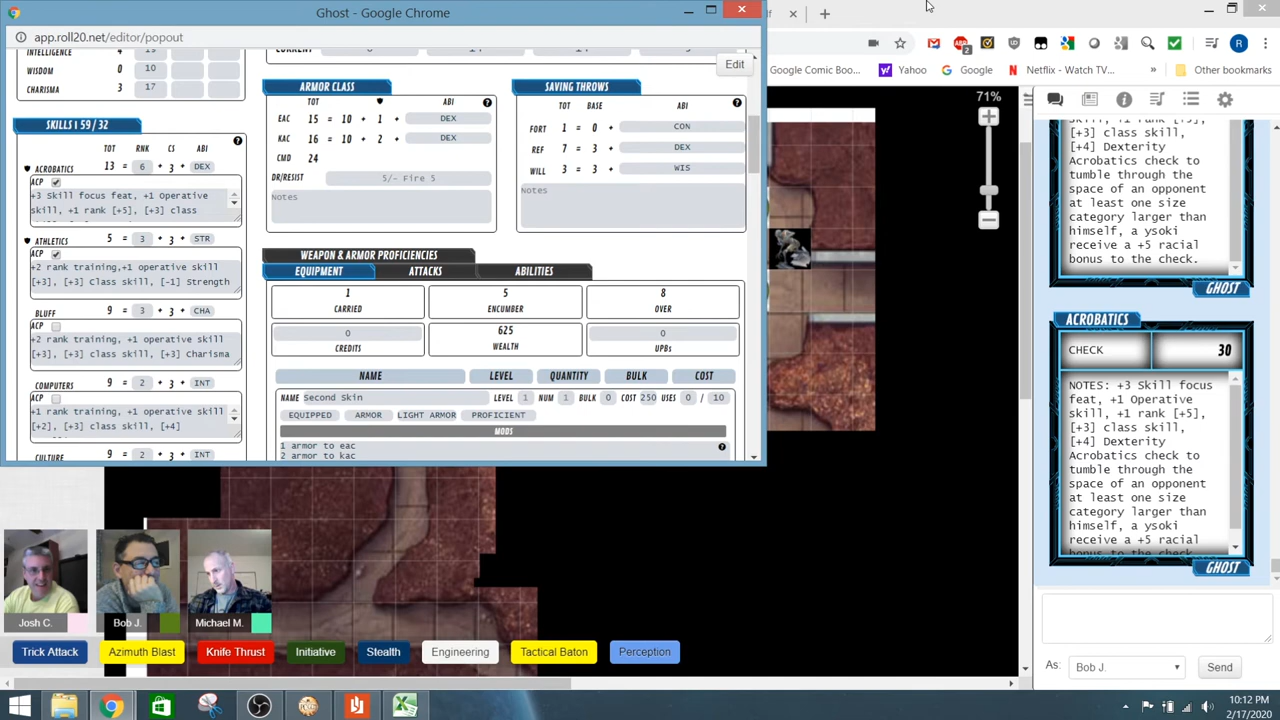 Ghost - Google Chrome
app.roll20.net/editor/popout
Edit
INTELLIGENCE 4 19
WISDOM 0 10
CHARISMA 3 17
SKILLS | 59 / 32
TOT RNK CS ABI
ACROBATICS 13 = 6 + 3 + DEX
ACP
+3 Skill focus feat, +1 Operative
skill, +1 rank [+5], [+3] class
ATHLETICS 5 = 3 + 3 + STR
ACP
+2 rank training,+1 operative skill
[+3], [+3] class skill, [-1] Strength
BLUFF 9 = 3 + 3 + CHA
ACP
+2 rank training, +1 operative skill
[+3], [+3] class skill, [+3] charisma
COMPUTERS 9 = 2 + 3 + INT
ACP
+1 rank training, +1 operative skill
[+2], [+3] class skill, [+4]
CULTURE 9 = 2 + 3 + INT
CURRENT
ARMOR CLASS
TOT ABI
EAC 15 = 10 + 1 + DEX
KAC 16 = 10 + 2 + DEX
CMD 24
DR/RESIST 5/- Fire 5
Notes
SAVING THROWS
TOT BASE ABI
FORT 1 = 0 + CON
REF 7 = 3 + DEX
WILL 3 = 3 + WIS
Notes
WEAPON & ARMOR PROFICIENCIES
EQUIPMENT ATTACKS ABILITIES
1 5 8
CARRIED ENCUMBER OVER
0 625 0
CREDITS WEALTH UPBs
NAME LEVEL QUANTITY BULK COST
NAME Second Skin LEVEL 1 NUM 1 BULK 0 COST 250 USES 0 / 10
EQUIPPED ARMOR LIGHT ARMOR PROFICIENT
MODS
1 armor to eac
2 armor to kac
Google Comic Boo...
Yahoo
Google
Netflix - Watch TV...
»
Other bookmarks
R
2
71%
[+3] class skill,
[+4] Dexterity
Acrobatics check to
tumble through the
space of an opponent
at least one size
category larger than
himself, a ysoki
receive a +5 racial
bonus to the check.
GHOST
ACROBATICS
CHECK 30
NOTES: +3 Skill focus
feat, +1 Operative
skill, +1 rank [+5],
[+3] class skill,
[+4] Dexterity
Acrobatics check to
tumble through the
space of an opponent
at least one size
category larger than
himself, a ysoki
receive a +5 racial
bonus to the check
GHOST
As: Bob J. Send
Josh C.
Bob J.
Michael M.
Trick Attack
Azimuth Blast
Knife Thrust
Initiative
Stealth
Engineering
Tactical Baton
Perception
10:12 PM
2/17/2020